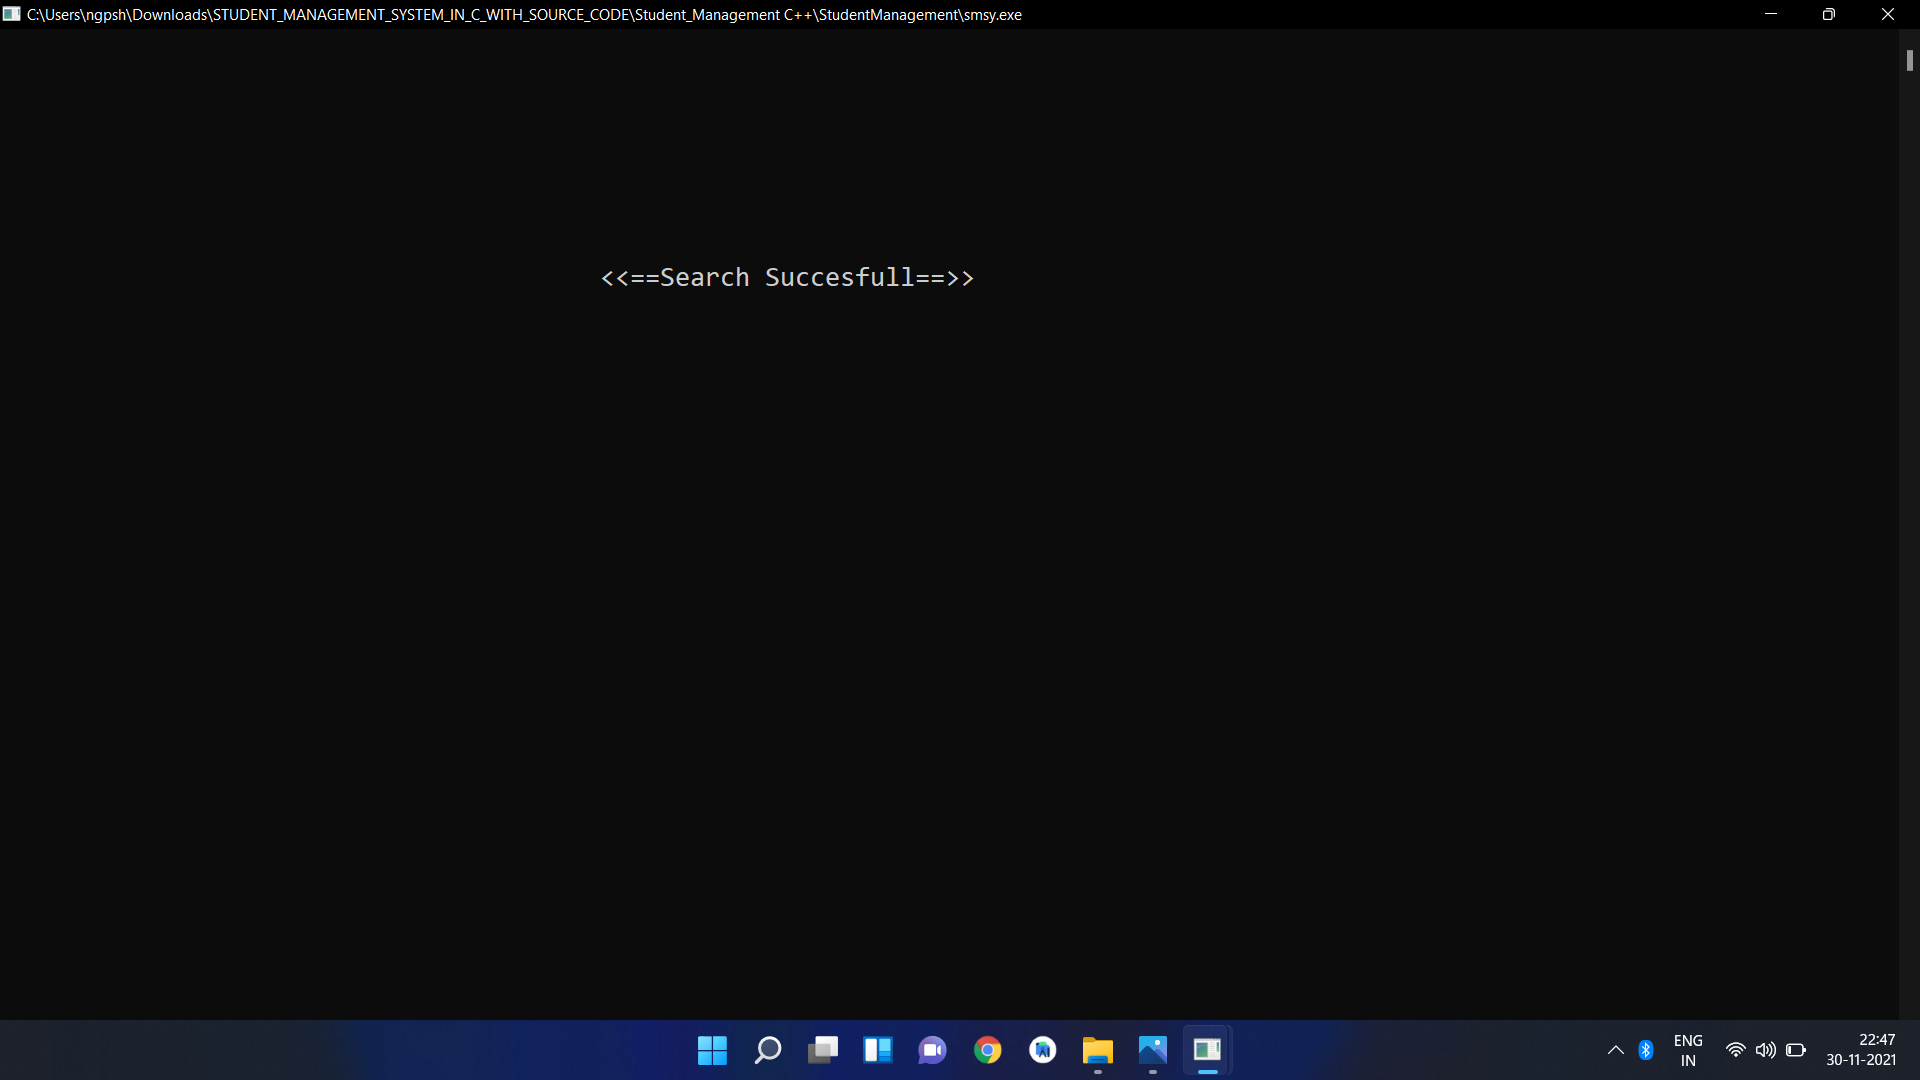 C:\Users\ngpsh\Downloads\STUDENT_MANAGEMENT_SYSTEM_IN_C_WITH_SOURCE_CODE\Student_Management C++\StudentManagement\smsy.exe
<<==Search Succesfull==>>
ENG
IN
22:47
30-11-2021